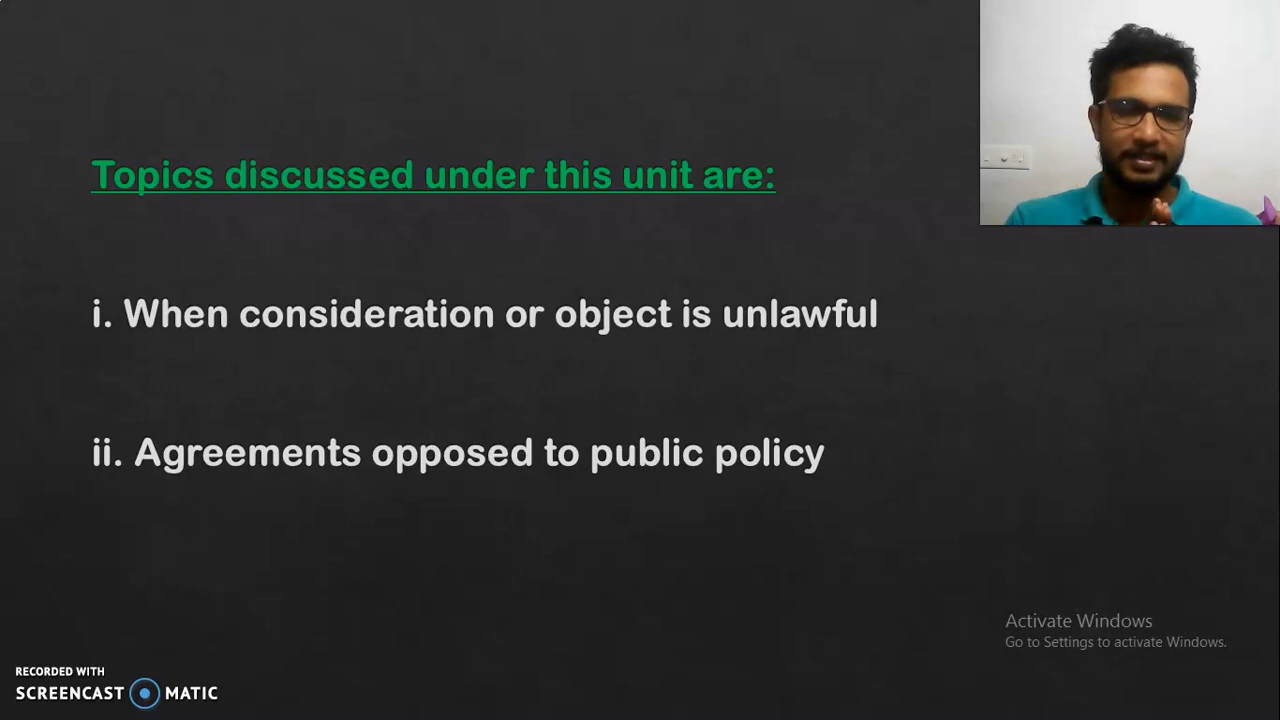 Topics discussed under this unit are:
i. When consideration or object is unlawful
ii. Agreements opposed to public policy
Activate Windows
Go to Settings to activate Windows.
RECORDED WITH
SCREENCAST MATIC